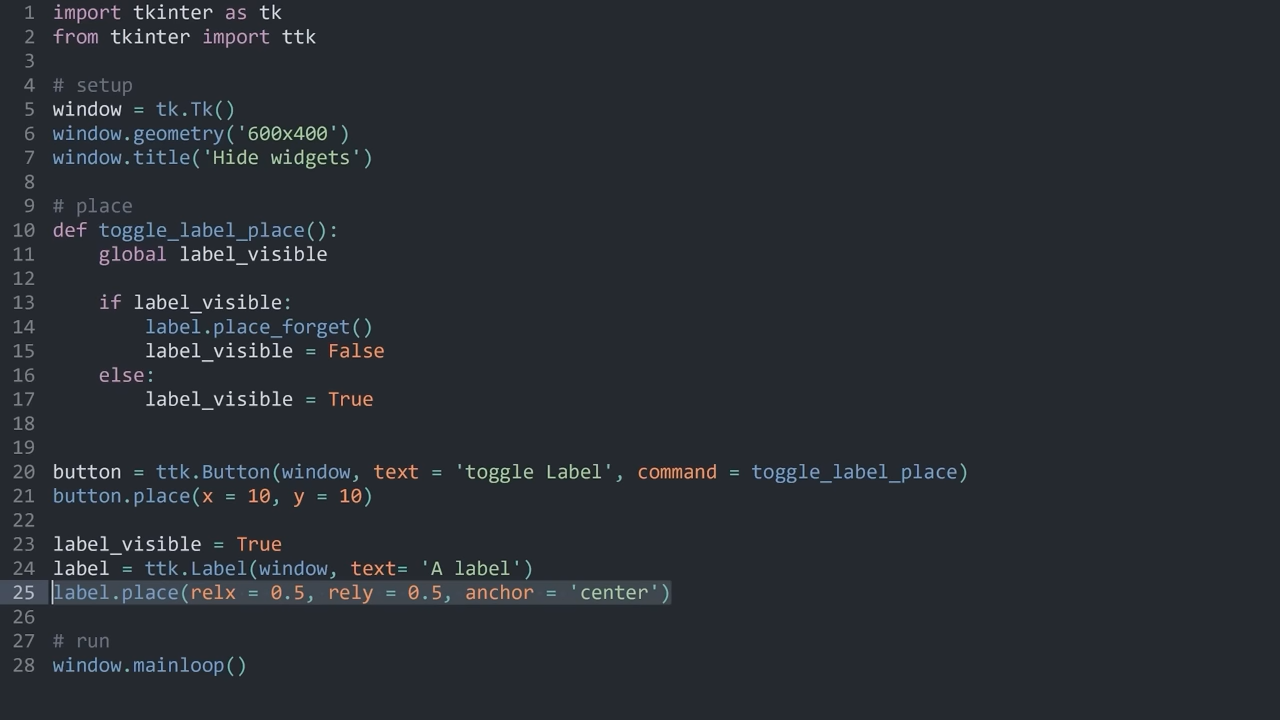 1 import tkinter as tk
2 from tkinter import ttk
3
4 # setup
5 window = tk.Tk()
6 window.geometry('600x400')
7 window.title('Hide widgets')
8
9 # place
10 def toggle_label_place():
11     global label_visible
12
13     if label_visible:
14         label.place_forget()
15         label_visible = False
16     else:
17         label_visible = True
18
19
20 button = ttk.Button(window, text = 'toggle Label', command = toggle_label_place)
21 button.place(x = 10, y = 10)
22
23 label_visible = True
24 label = ttk.Label(window, text= 'A label')
25 label.place(relx = 0.5, rely = 0.5, anchor = 'center')
26
27 # run
28 window.mainloop()